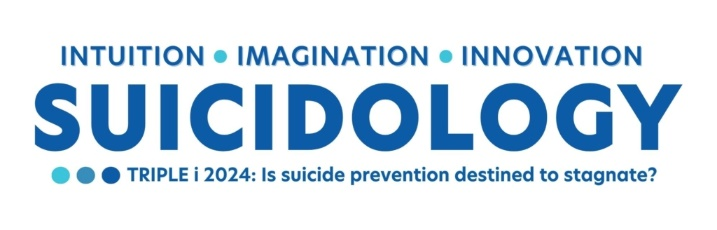 INTUITION • IMAGINATION • INNOVATION
SUICIDOLOGY
TRIPLE i 2024: Is suicide prevention destined to stagnate?